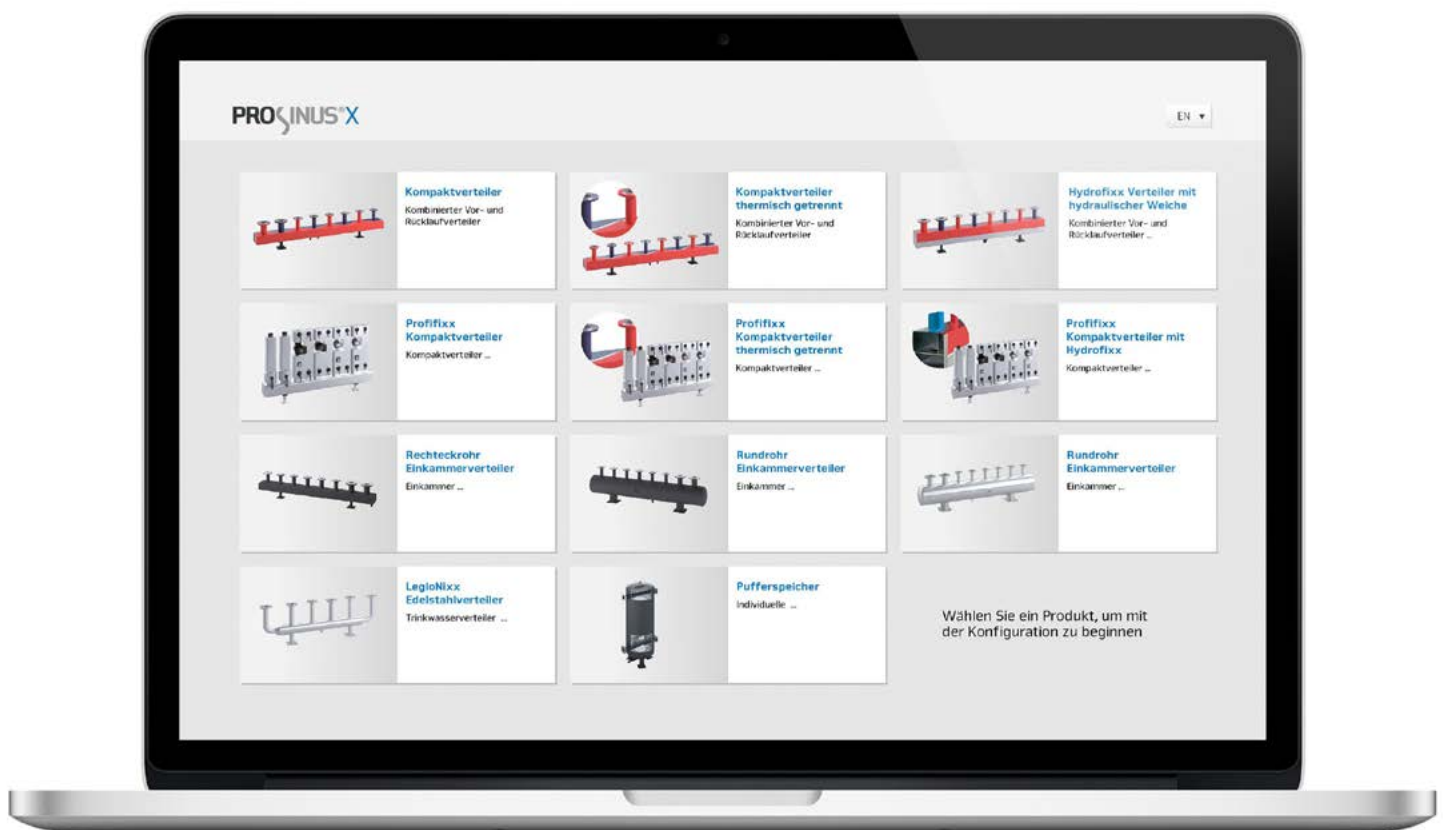 PROSINUS®X
EN
Kompaktverteiler
Kombinierter Vor- und
Rücklaufverteiler
Kompaktverteiler
thermisch getrennt
Kombinierter Vor- und
Rücklaufverteiler
Hydrofixx Verteiler mit
hydraulischer Weiche
Kombinierter Vor- und
Rücklaufverteiler ...
Profifixx
Kompaktverteiler
Kompaktverteiler ...
Profifixx
Kompaktverteiler
thermisch getrennt
Kompaktverteiler ...
Profifixx
Kompaktverteiler mit
Hydrofixx
Kompaktverteiler ...
Rechteckrohr
Einkammerverteiler
Einkammer ...
Rundrohr
Einkammerverteiler
Einkammer ...
Rundrohr
Einkammerverteiler
Einkammer ...
LegioNixx
Edelstahlverteiler
Trinkwasserverteiler ...
Pufferspeicher
Individuelle ...
Wählen Sie ein Produkt, um mit
der Konfiguration zu beginnen